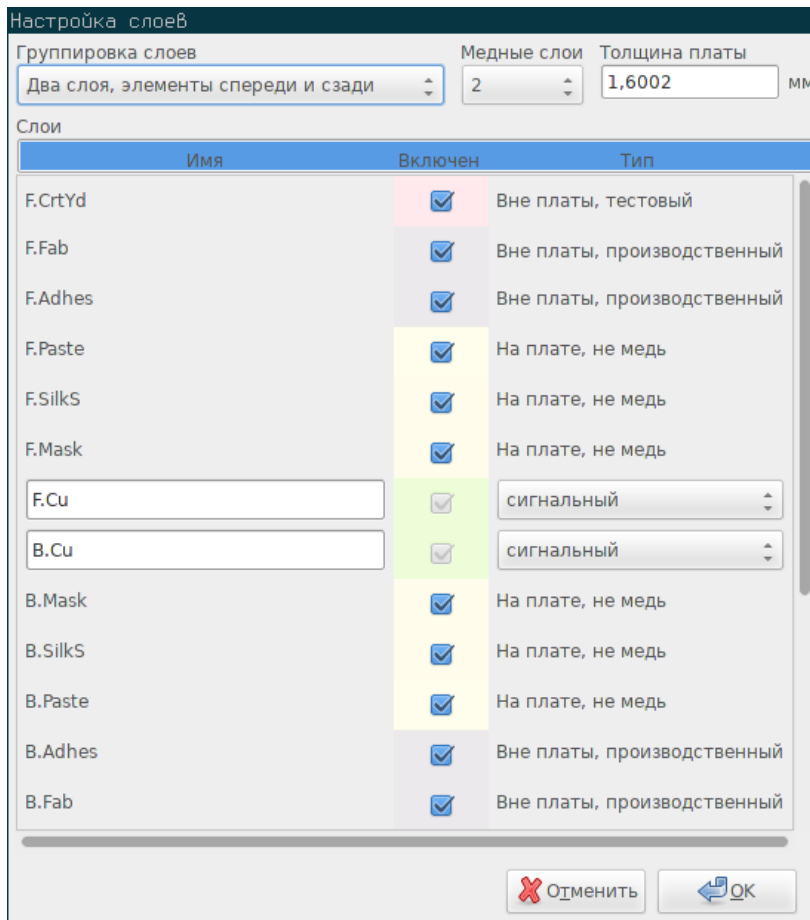 Настройка слоев
Группировка слоев Медные слои Толщина платы
Два слоя, элементы спереди и сзади 2 1,6002 мм
Слои
Имя Включен Тип
F.CrtYd Вне платы, тестовый
F.Fab Вне платы, производственный
F.Adhes Вне платы, производственный
F.Paste На плате, не медь
F.SilkS На плате, не медь
F.Mask На плате, не медь
F.Cu сигнальный
B.Cu сигнальный
B.Mask На плате, не медь
B.SilkS На плате, не медь
B.Paste На плате, не медь
B.Adhes Вне платы, производственный
B.Fab Вне платы, производственный
Отменить OK